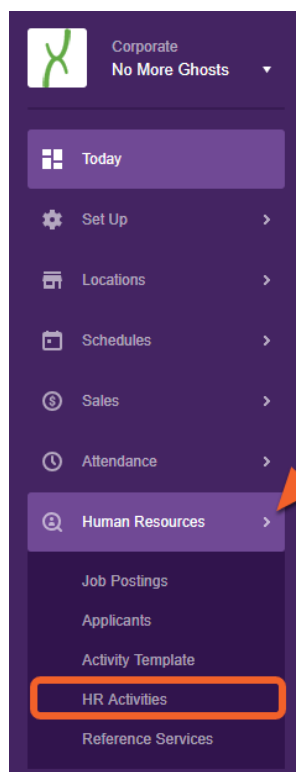 Corporate
No More Ghosts
Today
Set Up
Locations
Schedules
Sales
Attendance
Human Resources
Job Postings
Applicants
Activity Template
HR Activities
Reference Services